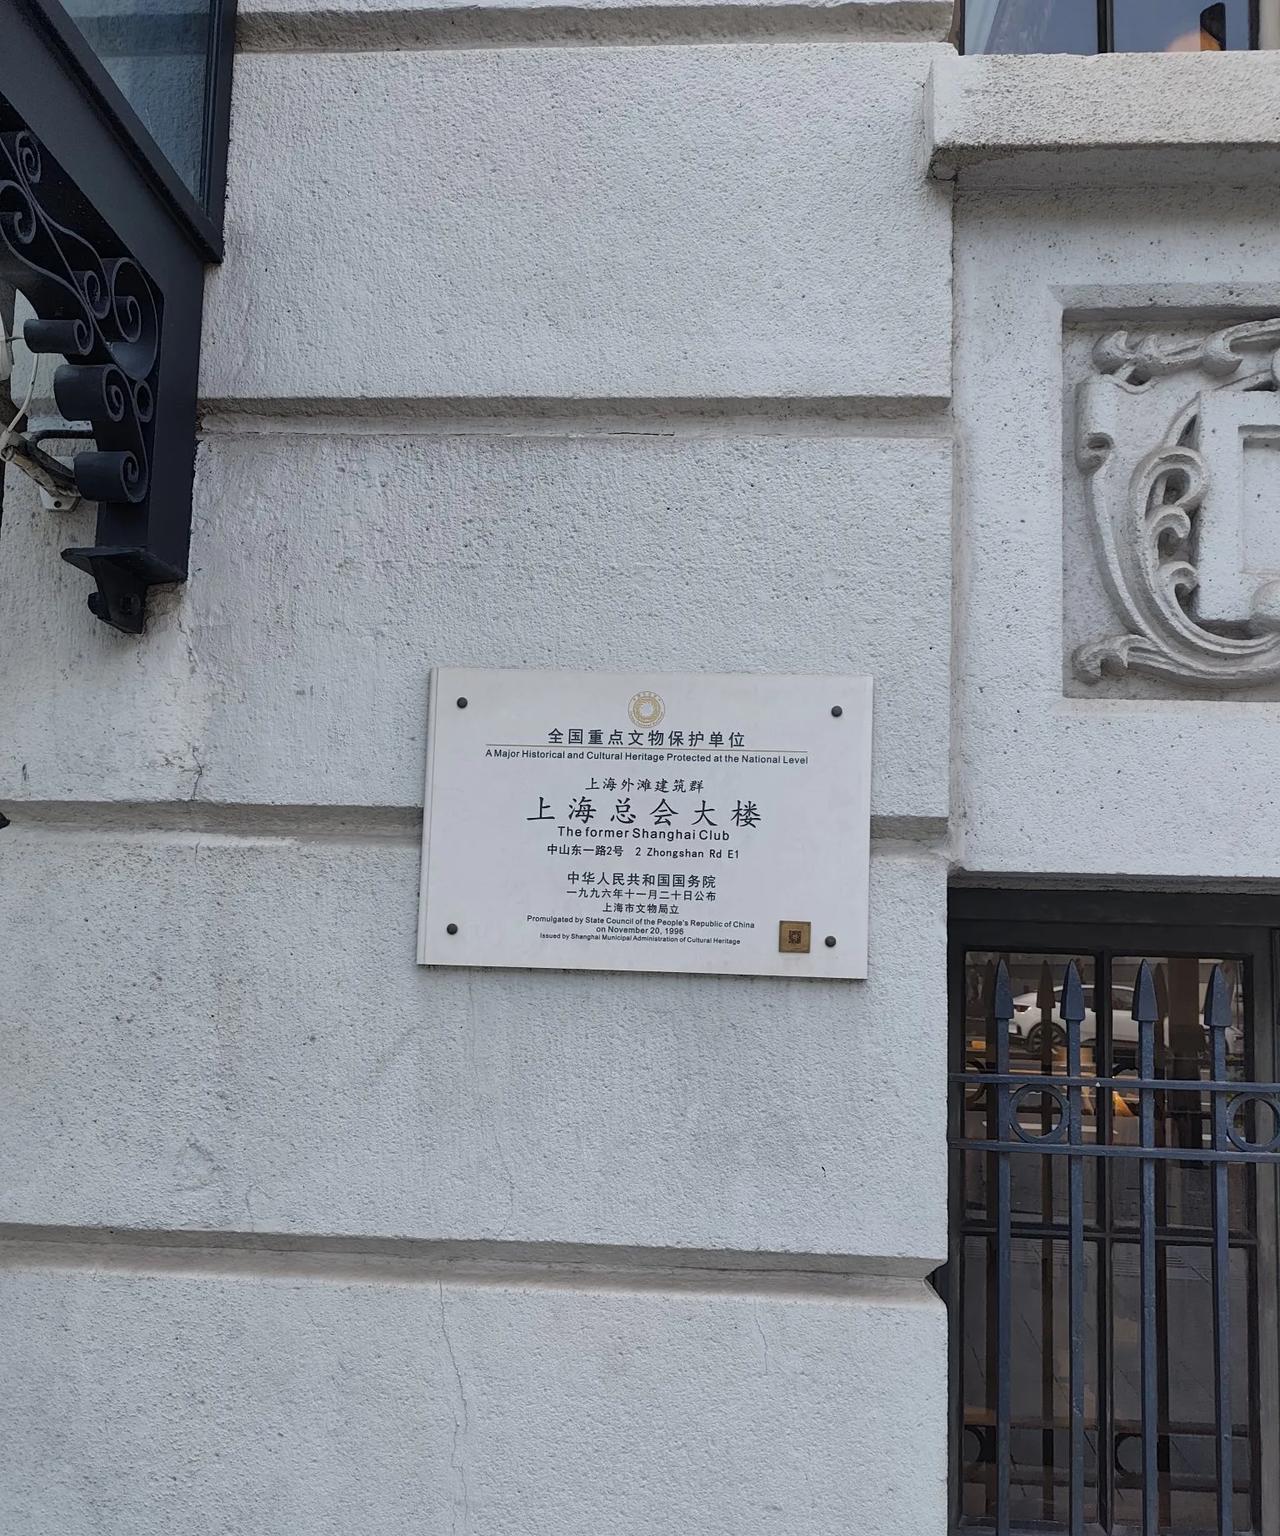 全国重点文物保护单位
A Major Historical and Cultural Heritage Protected at the National Level
上海外滩建筑群
上海总会大楼
The former Shanghai Club
中山东一路2号 2 Zhongshan Rd E1
中华人民共和国国务院
一九九六年十一月二十日公布
上海市文物局立
Promulgated by State Council of the People's Republic of China
on November 20, 1996
Issued by Shanghai Municipal Administration of Cultural Heritage